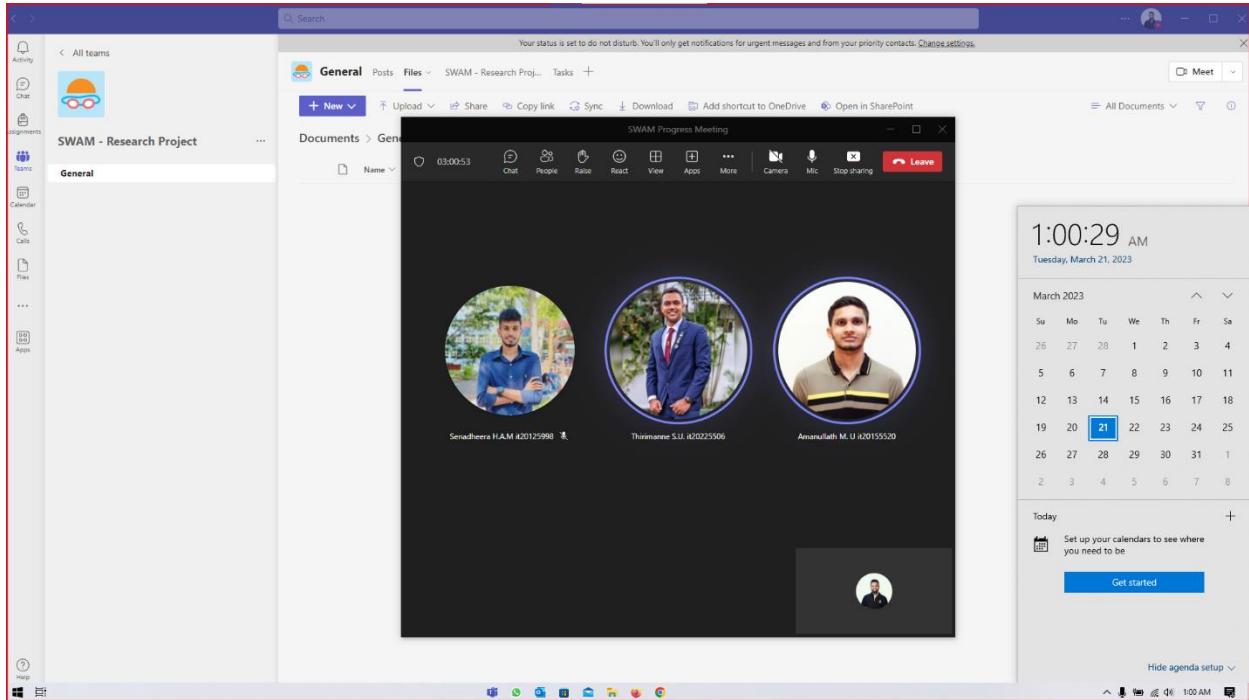 Search
Activity
Chat
Assignments
Teams
Calendar
Calls
Files
Apps
Help
All teams
SWAM - Research Project
General
Your status is set to do not disturb. You'll only get notifications for urgent messages and from your priority contacts. Change settings.
General Posts Files SWAM - Research Proj... Tasks
Meet
New Upload Share Copy link Sync Download Add shortcut to OneDrive Open in SharePoint All Documents
Documents > Gene
Name
SWAM Progress Meeting
03:00:53
Chat People Raise React View Apps More Camera Mic Stop sharing Leave
Senadheera H.A.M it20125998 Thirimanne S.U. it20225506 Amanullath M. U it20155520
1:00:29 AM
Tuesday, March 21, 2023
March 2023
Su Mo Tu We Th Fr Sa
26 27 28 1 2 3 4
5 6 7 8 9 10 11
12 13 14 15 16 17 18
19 20 21 22 23 24 25
26 27 28 29 30 31 1
2 3 4 5 6 7 8
Today
Set up your calendars to see where
you need to be
Get started
Hide agenda setup
1:00 AM